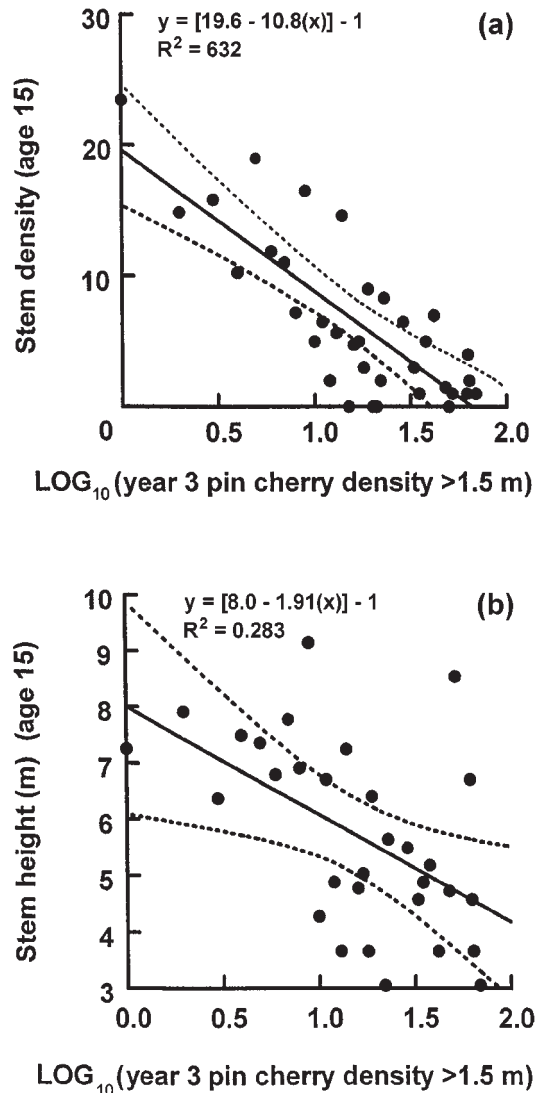 y = [19.6 - 10.8(x)] - 1
(a)
R² = 632
30
20
10
0
0
0.5
1.0
1.5
2.0
Stem density (age 15)
LOG₁₀ (year 3 pin cherry density >1.5 m)
y = [8.0 - 1.91(x)] - 1
(b)
R² = 0.283
10
9
8
7
6
5
4
3
0.0
0.5
1.0
1.5
2.0
Stem height (m) (age 15)
LOG₁₀ (year 3 pin cherry density >1.5 m)